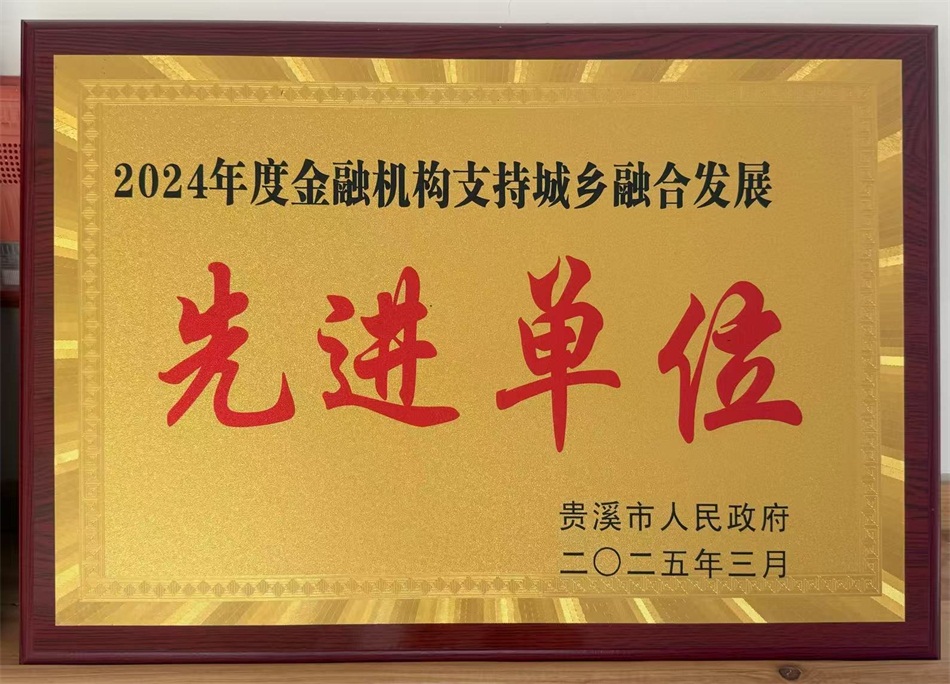 2024年度金融机构支持城乡融合发展
先进单位
贵溪市人民政府
二〇二五年三月